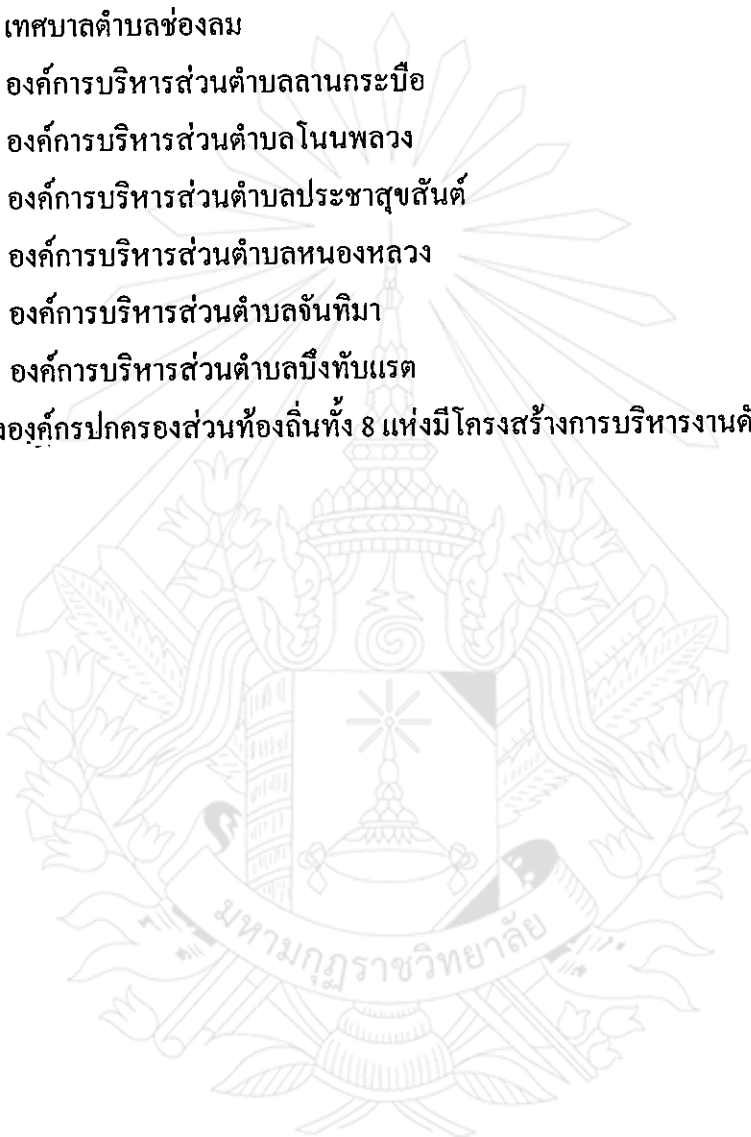 เทศบาลตำบลช่องลม
องค์การบริหารส่วนตำบลลานกระบือ
องค์การบริหารส่วนตำบลโนนพลวง
องค์การบริหารส่วนตำบลประชาสุขสันต์
องค์การบริหารส่วนตำบลหนองหลวง
องค์การบริหารส่วนตำบลจันทิมา
องค์การบริหารส่วนตำบลบึงทับแรต
องค์กรปกครองส่วนท้องถิ่นทั้ง 8 แห่งมีโครงสร้างการบริหารงาน
มหามกุฏราชวิทยาลัย